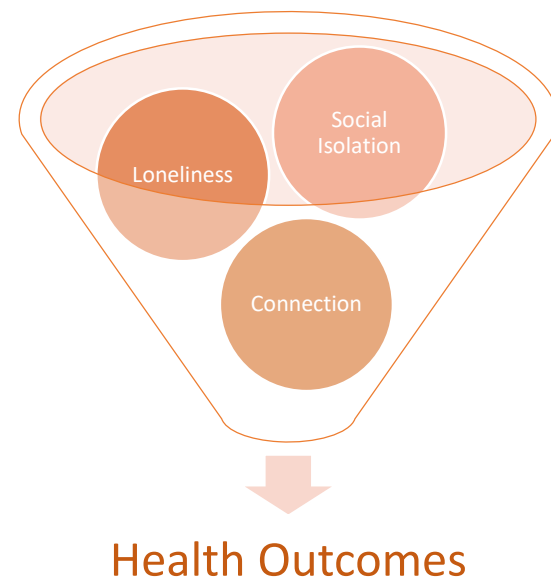 Social
Isolation
Loneliness
Connection
Health Outcomes